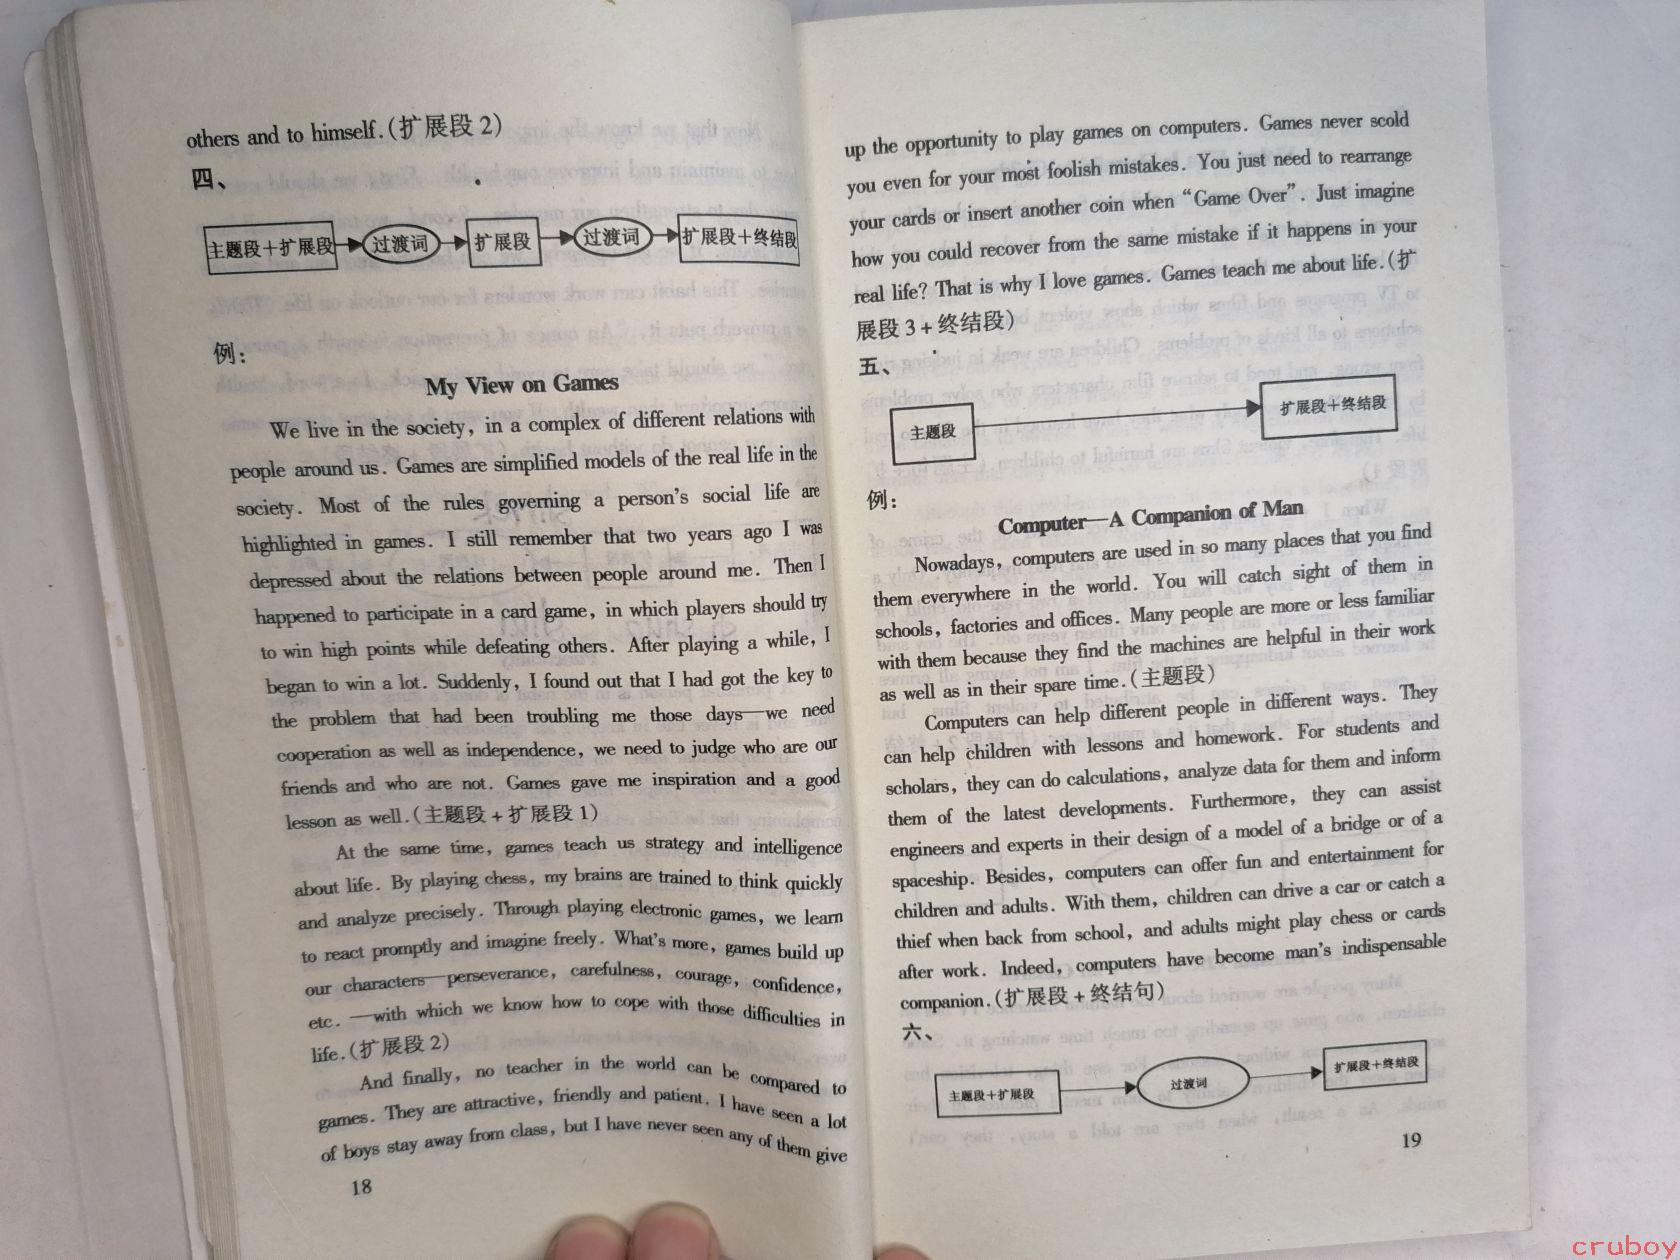 others and to himself.(扩展段2)
四、
主题段+扩展段 过渡词 扩展段 过渡词 扩展段+终结段
例:
My View on Games
We live in the society, in a complex of different relations with
people around us. Games are simplified models of the real life in the
society. Most of the rules governing a person's social life are
highlighted in games. I still remember that two years ago I was
depressed about the relations between people around me. Then I
happened to participate in a card game, in which players should try
to win high points while defeating others. After playing a while, I
began to win a lot. Suddenly, I found out that I had got the key to
the problem that had been troubling me those days—we need
cooperation as well as independence, we need to judge who are our
friends and who are not. Games gave me inspiration and a good
lesson as well.(主题段+扩展段1)
At the same time, games teach us strategy and intelligence
about life. By playing chess, my brains are trained to think quickly
and analyze precisely. Through playing electronic games, we learn
to react promptly and imagine freely. What's more, games build up
our characters—perseverance, carefulness, courage, confidence,
etc. —with which we know how to cope with those difficulties in
life.(扩展段2)
And finally, no teacher in the world can be compared to
games. They are attractive, friendly and patient. I have seen a lot
of boys stay away from class, but I have never seen any of them give
18
up the opportunity to play games on computers. Games never scold
you even for your most foolish mistakes. You just need to rearrange
your cards or insert another coin when “Game Over”. Just imagine
how you could recover from the same mistake if it happens in your
real life? That is why I love games. Games teach me about life.(扩
展段3+终结段)
五、
主题段 扩展段+终结段
例:
Computer—A Companion of Man
Nowadays, computers are used in so many places that you find
them everywhere in the world. You will catch sight of them in
schools, factories and offices. Many people are more or less familiar
with them because they find the machines are helpful in their work
as well as in their spare time.(主题段)
Computers can help different people in different ways. They
can help children with lessons and homework. For students and
scholars, they can do calculations, analyze data for them and inform
them of the latest developments. Furthermore, they can assist
engineers and experts in their design of a model of a bridge or of a
spaceship. Besides, computers can offer fun and entertainment for
children and adults. With them, children can drive a car or catch a
thief when back from school, and adults might play chess or cards
after work. Indeed, computers have become man's indispensable
companion.(扩展段+终结句)
六、
主题段+扩展段 过渡词 扩展段+终结段
19
cruboy